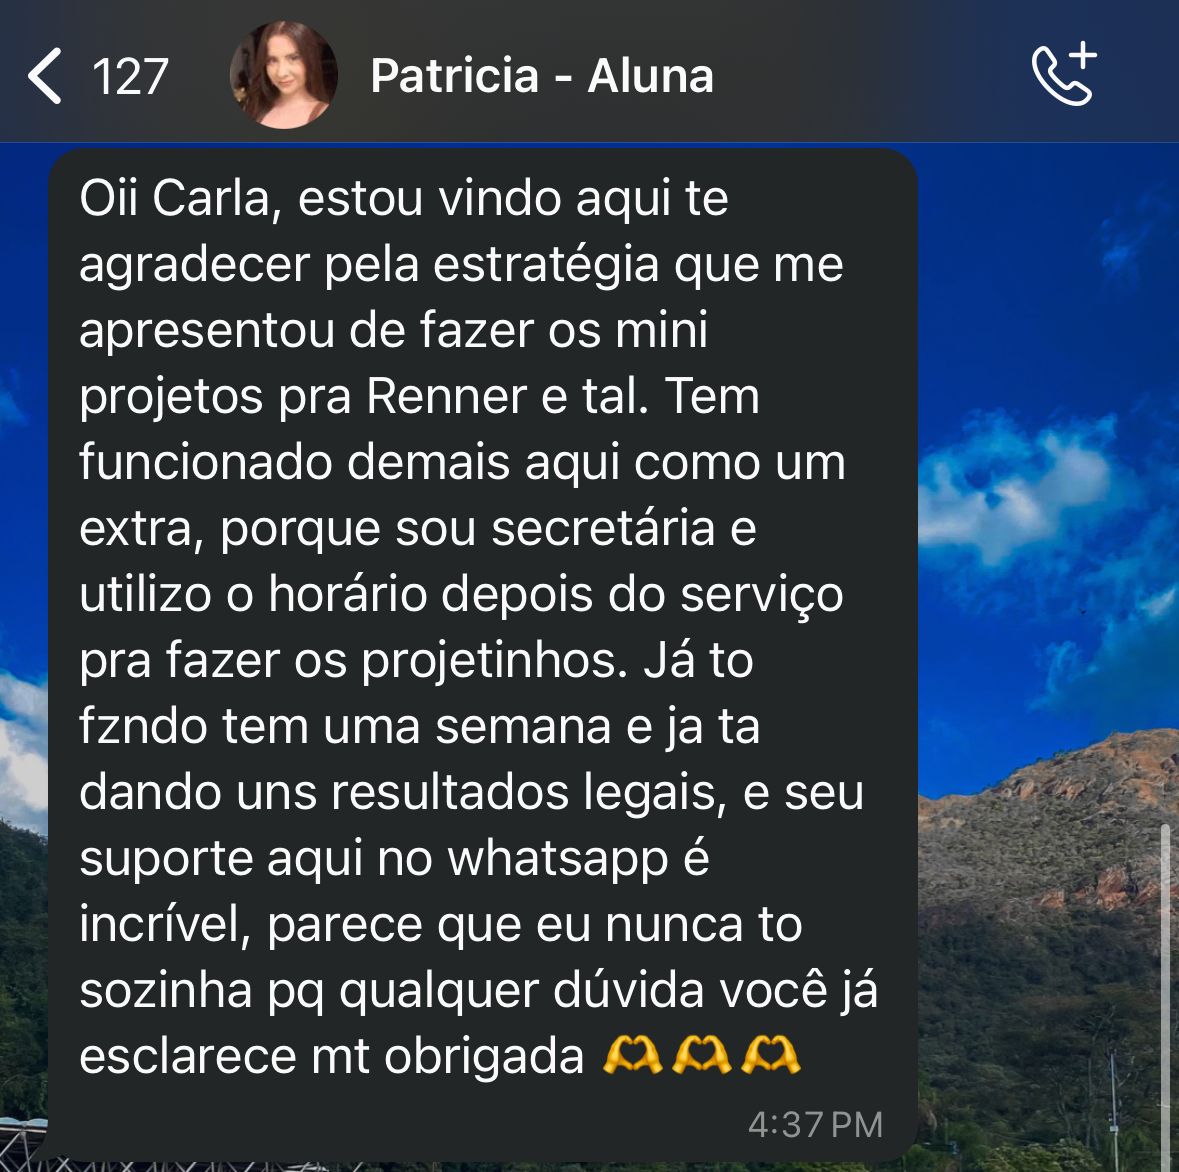 127
Patricia - Aluna
Oii Carla, estou vindo aqui te
agradecer pela estratégia que me
apresentou de fazer os mini
projetos pra Renner e tal. Tem
funcionado demais aqui como um
extra, porque sou secretária e
utilizo o horário depois do serviço
pra fazer os projetinhos. Já to
fzndo tem uma semana e ja ta
dando uns resultados legais, e seu
suporte aqui no whatsapp é
incrível, parece que eu nunca to
sozinha pq qualquer dúvida você já
esclarece mt obrigada 🫶🫶🫶
4:37 PM